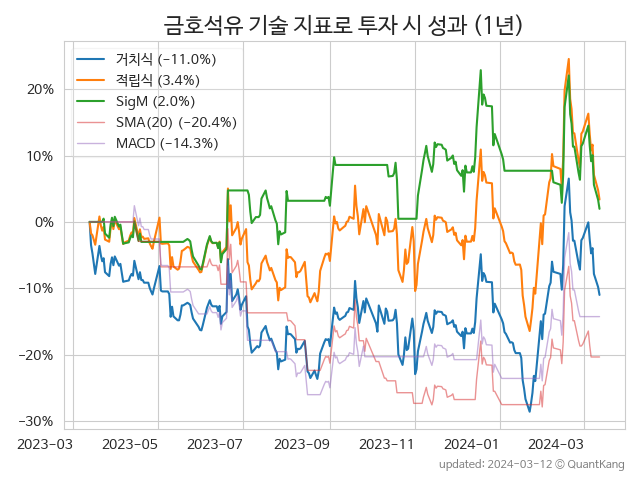 금호석유 기술 지표로 투자 시 성과 (1년)
거치식 (−11.0%)
적립식 (3.4%)
SigM (2.0%)
SMA(20) (−20.4%)
MACD (−14.3%)
20%
10%
0%
−10%
−20%
−30%
2023-03 2023-05 2023-07 2023-09 2023-11 2024-01 2024-03
updated: 2024-03-12 © QuantKang